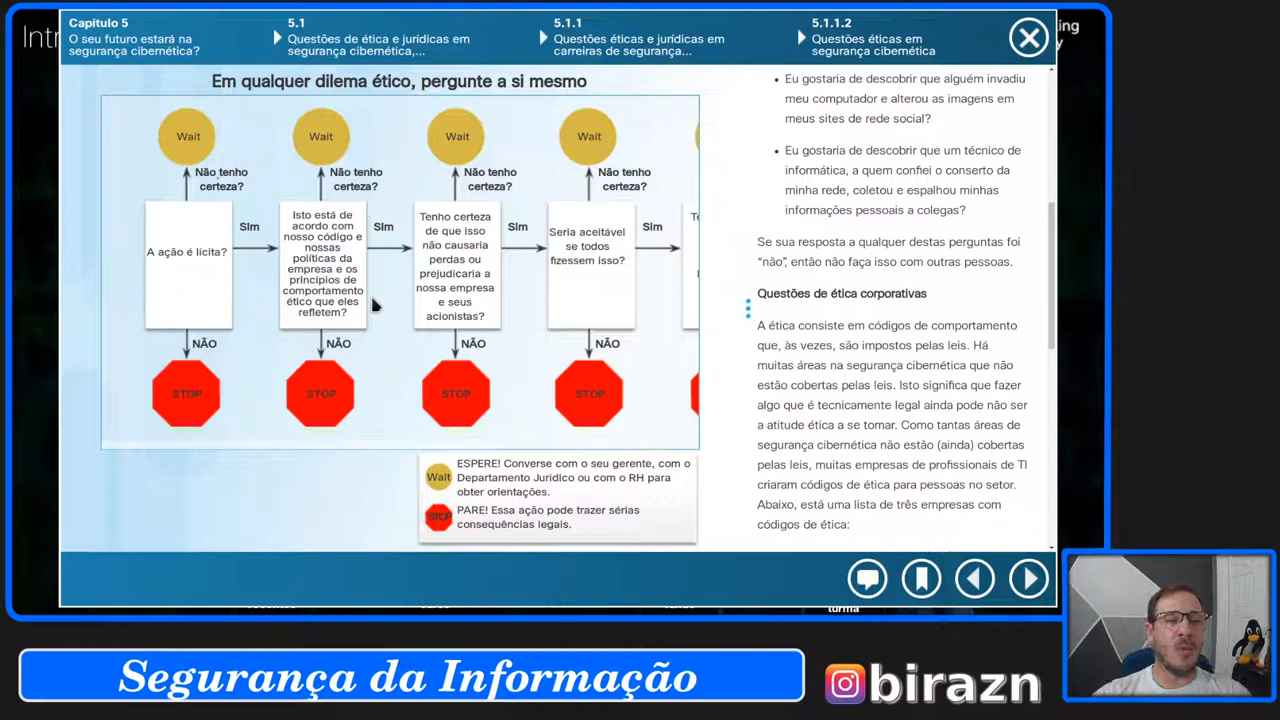 Intr
king
y
Capítulo 5
O seu futuro estará na
segurança cibernética?
5.1
Questões de ética e jurídicas em
segurança cibernética,...
5.1.1
Questões éticas e jurídicas em
carreiras de segurança...
5.1.1.2
Questões éticas em
segurança cibernética
Em qualquer dilema ético, pergunte a si mesmo
Wait
Wait
Wait
Wait
Não tenho
certeza?
Não tenho
certeza?
Não tenho
certeza?
Não tenho
certeza?
A ação é lícita?
SIm
Isto está de
acordo com
nosso código e
nossas
políticas da
empresa e os
princípios de
comportamento
ético que eles
refletem?
SIm
Tenho certeza
de que isso
não causaria
perdas ou
prejudicaria a
nossa empresa
e seus
acionistas?
SIm
Seria aceitável
se todos
fizessem isso?
SIm
NÃO
NÃO
NÃO
NÃO
STOP
STOP
STOP
STOP
Wait
ESPERE! Converse com o seu gerente, com o
Departamento Jurídico ou com o RH para
obter orientações.
STOP
PARE! Essa ação pode trazer sérias
consequências legais.
• Eu gostaria de descobrir que alguém invadiu
meu computador e alterou as imagens em
meus sites de rede social?
• Eu gostaria de descobrir que um técnico de
informática, a quem confiei o conserto da
minha rede, coletou e espalhou minhas
informações pessoais a colegas?
Se sua resposta a qualquer destas perguntas foi
“não”, então não faça isso com outras pessoas.
Questões de ética corporativas
A ética consiste em códigos de comportamento
que, às vezes, são impostos pelas leis. Há
muitas áreas na segurança cibernética que não
estão cobertas pelas leis. Isto significa que fazer
algo que é tecnicamente legal ainda pode não ser
a atitude ética a se tomar. Como tantas áreas de
segurança cibernética não estão (ainda) cobertas
pelas leis, muitas empresas de profissionais de TI
criaram códigos de ética para pessoas no setor.
Abaixo, está uma lista de três empresas com
códigos de ética:
turma
Segurança da Informação
birazn